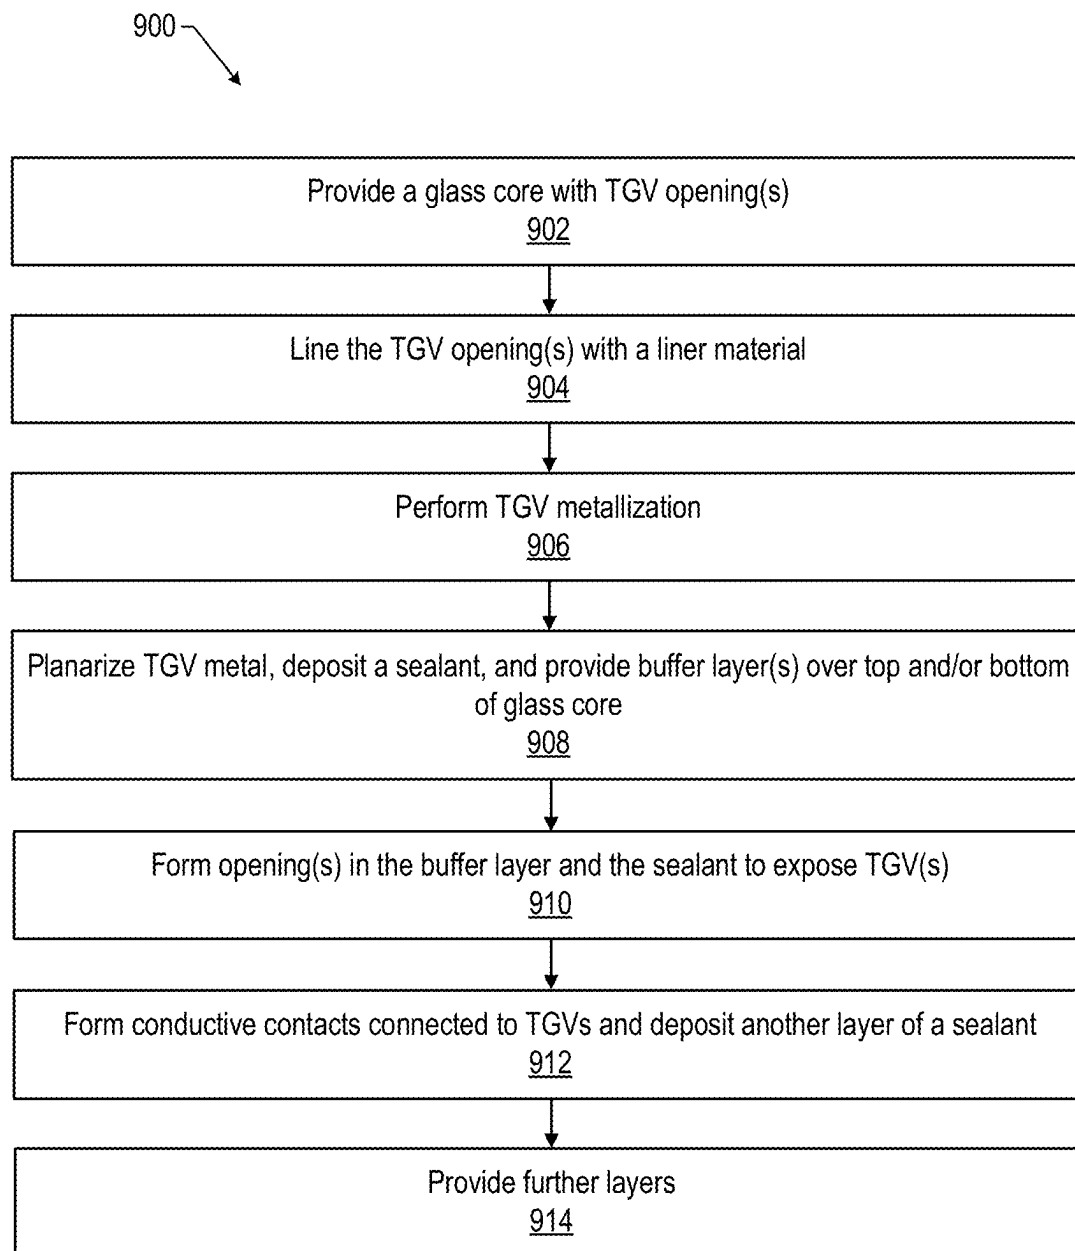 900
Provide a glass core with TGV opening(s)
902
Line the TGV opening(s) with a liner material
904
Perform TGV metallization
906
Planarize TGV metal, deposit a sealant, and provide buffer layer(s) over top and/or bottom
of glass core
908
Form opening(s) in the buffer layer and the sealant to expose TGV(s)
910
Form conductive contacts connected to TGVs and deposit another layer of a sealant
912
Provide further layers
914